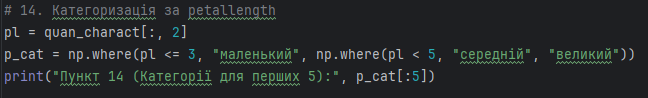 # 14. Категоризація за petallength
pl = quan_charact[:, 2]
p_cat = np.where(pl <= 3, "маленький", np.where(pl < 5, "середній", "великий"))
print("Пункт 14 (Категорії для перших 5):", p_cat[:5])